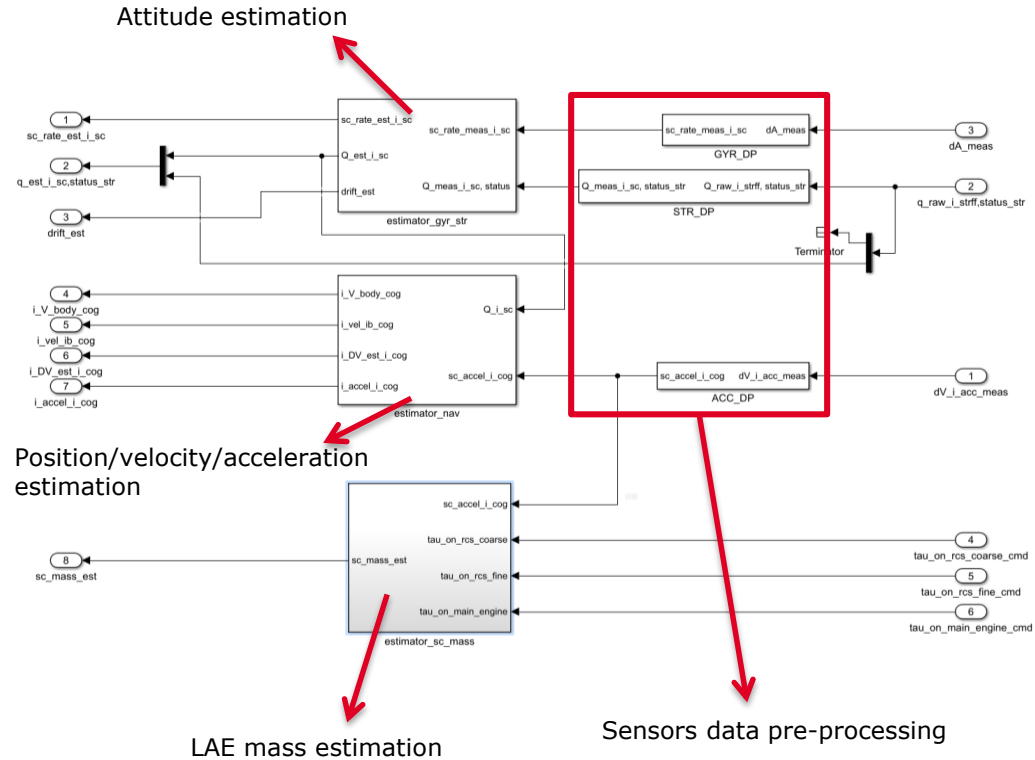 Attitude estimation
1
sc_rate_est_i_sc
2
q_est_i_sc,status_str
3
drift_est
sc_rate_est_i_sc
Q_est_i_sc
drift_est
sc_rate_meas_i_sc
Q_meas_i_sc, status
estimator_gyr_str
sc_rate_meas_i_sc dA_meas
GYR_DP
Q_meas_i_sc, status_str Q_raw_i_strff, status_str
STR_DP
Terminator
3
dA_meas
2
q_raw_i_strff,status_str
4
i_V_body_cog
5
i_vel_ib_cog
6
i_DV_est_i_cog
7
i_accel_i_cog
i_V_body_cog
i_vel_ib_cog
i_DV_est_i_cog
i_accel_i_cog
Q_i_sc
sc_accel_i_cog
estimator_nav
sc_accel_i_cog dV_i_acc_meas
ACC_DP
1
dV_i_acc_meas
Position/velocity/acceleration
estimation
8
sc_mass_est
sc_mass_est
sc_accel_i_cog
tau_on_rcs_coarse
tau_on_rcs_fine
tau_on_main_engine
estimator_sc_mass
4
tau_on_rcs_coarse_cmd
5
tau_on_rcs_fine_cmd
6
tau_on_main_engine_cmd
LAE mass estimation
Sensors data pre-processing